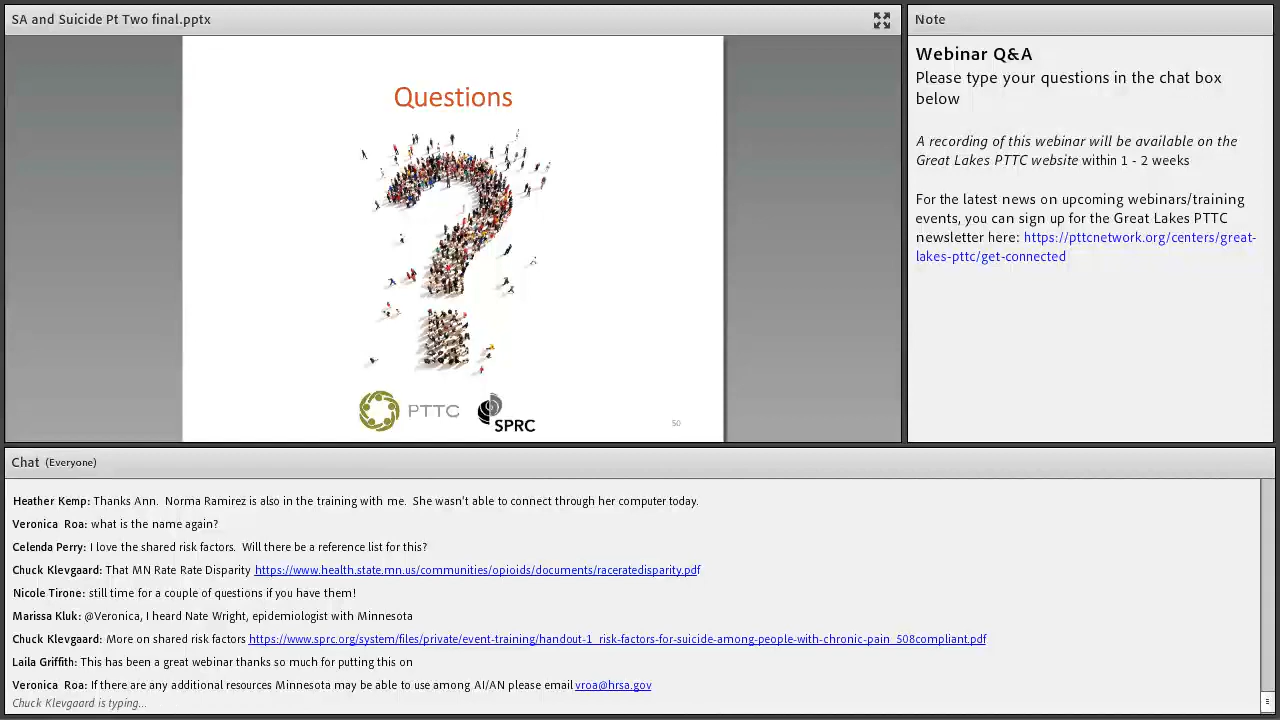 SA and Suicide Pt Two final.pptx
Questions
PTTC
SPRC
50
Note
Webinar Q&A
Please type your questions in the chat box
below
A recording of this webinar will be available on the
Great Lakes PTTC website within 1 - 2 weeks
For the latest news on upcoming webinars/training
events, you can sign up for the Great Lakes PTTC
newsletter here: https://pttcnetwork.org/centers/great-
lakes-pttc/get-connected
Chat (Everyone)
Heather Kemp: Thanks Ann. Norma Ramirez is also in the training with me. She wasn't able to connect through her computer today.
Veronica Roa: what is the name again?
Celenda Perry: I love the shared risk factors. Will there be a reference list for this?
Chuck Klevgaard: That MN Rate Rate Disparity https://www.health.state.mn.us/communities/opioids/documents/raceratedisparity.pdf
Nicole Tirone: still time for a couple of questions if you have them!
Marissa Kluk: @Veronica, I heard Nate Wright, epidemiologist with Minnesota
Chuck Klevgaard: More on shared risk factors https://www.sprc.org/system/files/private/event-training/handout-1_risk-factors-for-suicide-among-people-with-chronic-pain_508compliant.pdf
Laila Griffith: This has been a great webinar thanks so much for putting this on
Veronica Roa: If there are any additional resources Minnesota may be able to use among AI/AN please email vroa@hrsa.gov
Chuck Klevgaard is typing...